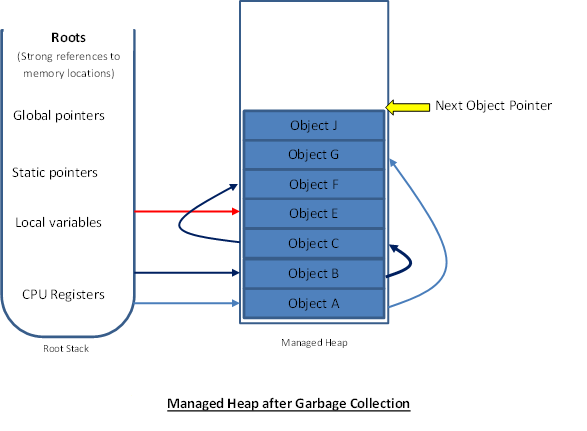 Roots
(Strong references to
memory locations)
Global pointers
Static pointers
Local variables
CPU Registers
Root Stack
Next Object Pointer
Object J
Object G
Object F
Object E
Object C
Object B
Object A
Managed Heap
Managed Heap after Garbage Collection